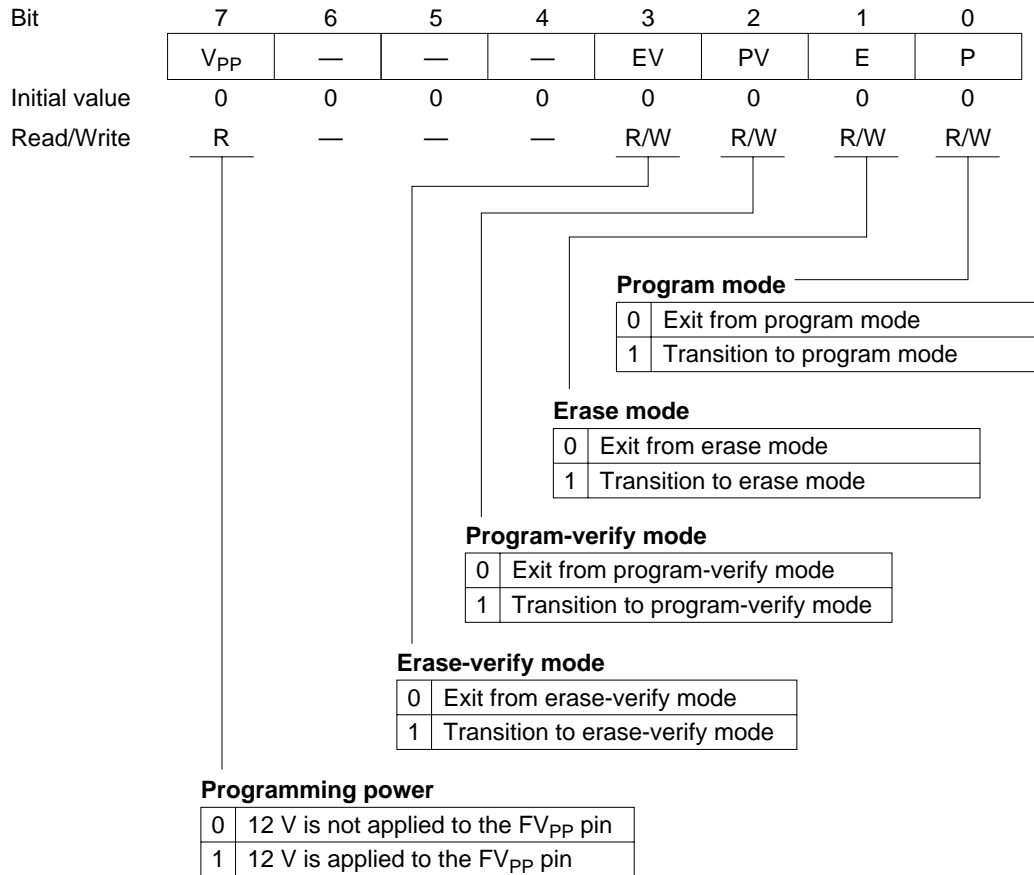 Bit 7 6 5 4 3 2 1 0
VPP — — — EV PV E P
Initial value 0 0 0 0 0 0 0 0
Read/Write R — — — R/W R/W R/W R/W
Program mode
0 Exit from program mode
1 Transition to program mode
Erase mode
0 Exit from erase mode
1 Transition to erase mode
Program-verify mode
0 Exit from program-verify mode
1 Transition to program-verify mode
Erase-verify mode
0 Exit from erase-verify mode
1 Transition to erase-verify mode
Programming power
0 12 V is not applied to the FVPP pin
1 12 V is applied to the FVPP pin